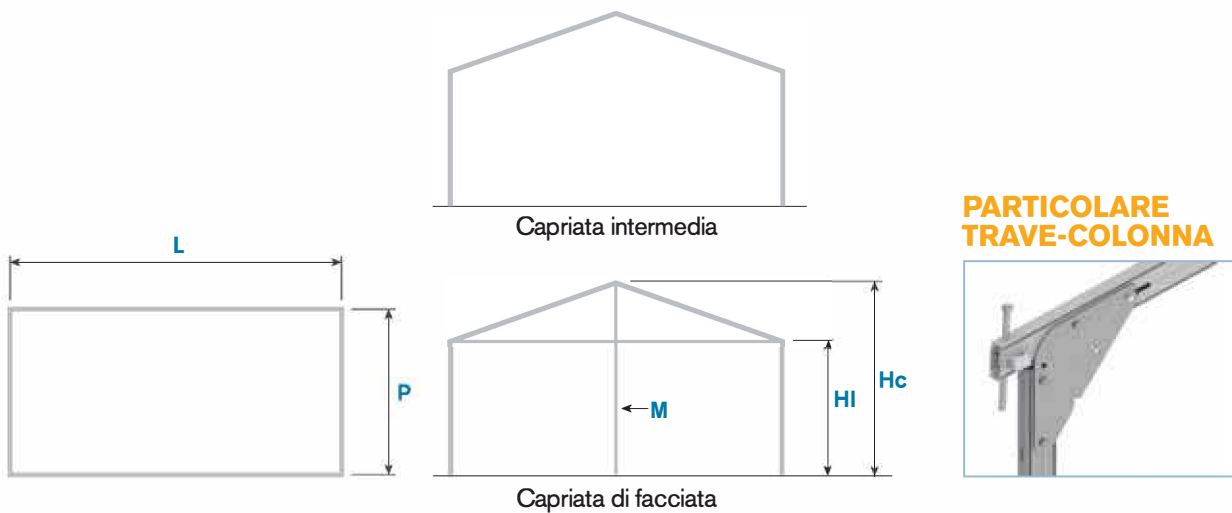 Capriata intermedia
PARTICOLARE
TRAVE-COLONNA
L
P
M
Hl
Hc
Capriata di facciata